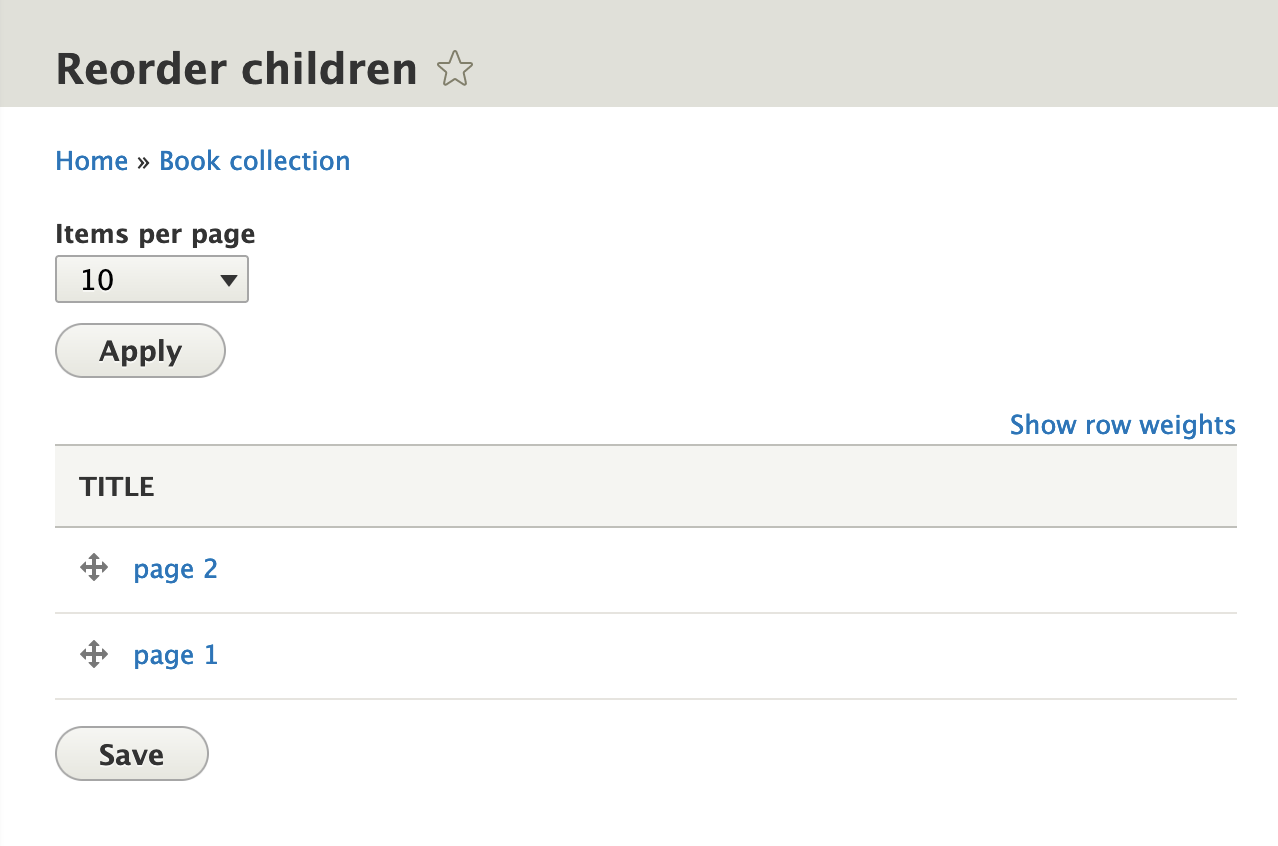 Reorder children
Home » Book collection
Items per page
10
Apply
Show row weights
TITLE
page 2
page 1
Save